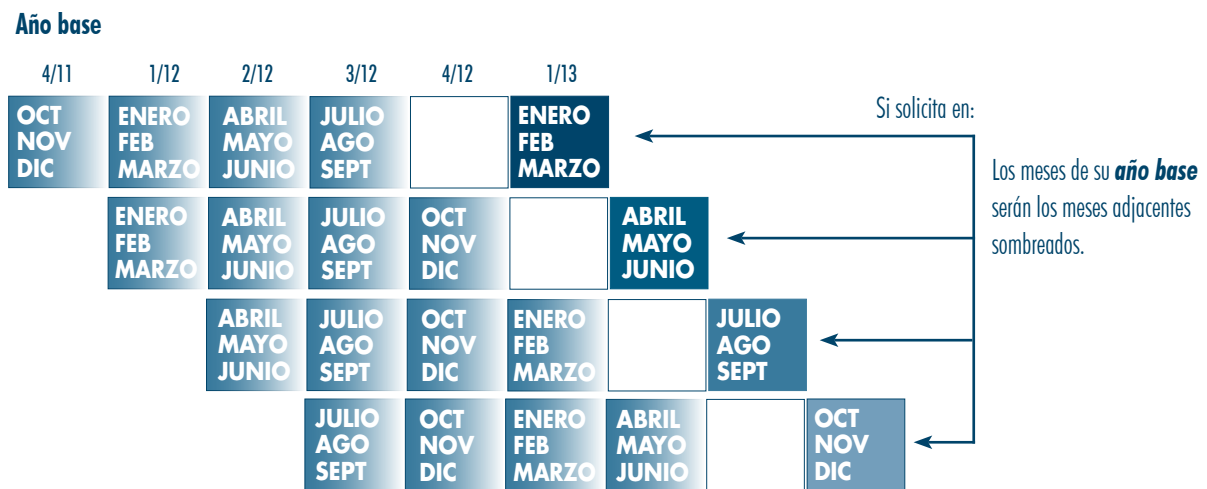 Año base
4/11 1/12 2/12 3/12 4/12 1/13
Si solicita en:
OCT ENERO ABRIL JULIO ENERO
NOV FEB MAYO AGO FEB
DIC MARZO JUNIO SEPT MARZO
Los meses de su año base
serán los meses adjacentes
sombreados.
ENERO ABRIL JULIO OCT ABRIL
FEB MAYO AGO NOV MAYO
MARZO JUNIO SEPT DIC JUNIO
ABRIL JULIO OCT ENERO JULIO
MAYO AGO NOV FEB AGO
JUNIO SEPT DIC MARZO SEPT
JULIO OCT ENERO ABRIL OCT
AGO NOV FEB MAYO NOV
SEPT DIC MARZO JUNIO DIC